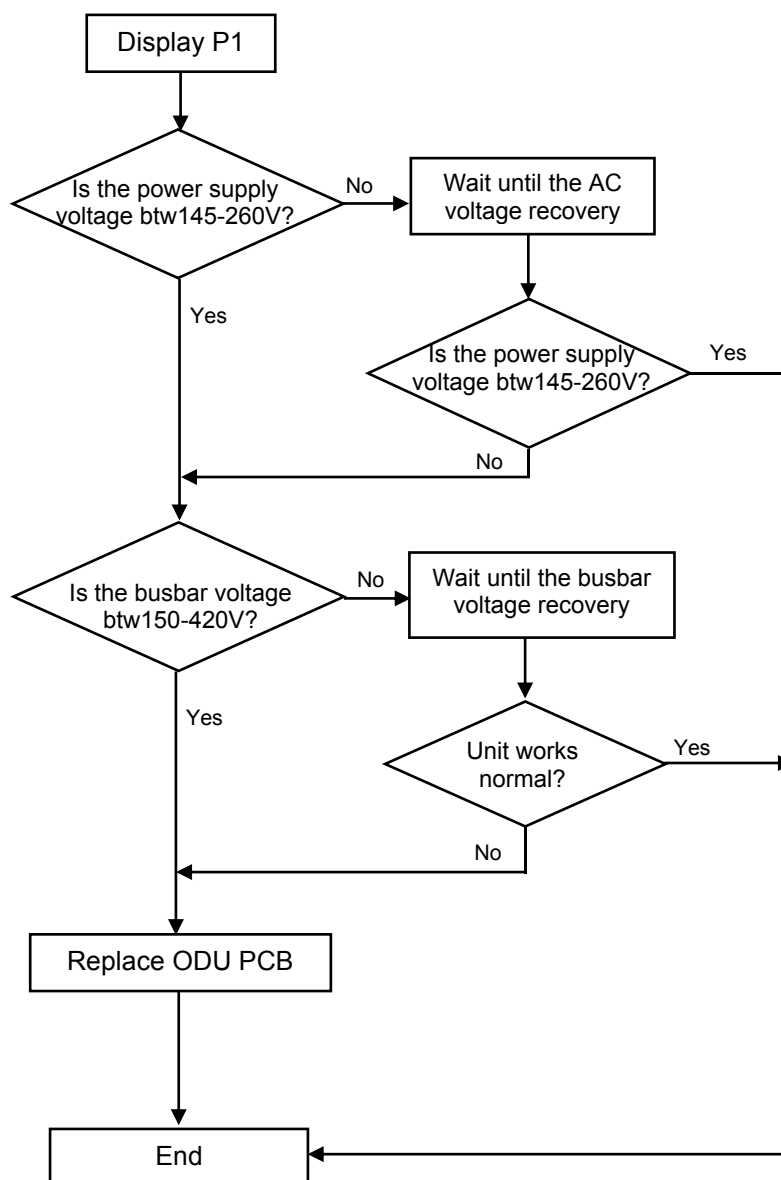 Display P1
Is the power supply
voltage btw145-260V?
No
Wait until the AC
voltage recovery
Yes
Is the power supply
voltage btw145-260V?
Yes
No
Is the busbar voltage
btw150-420V?
No
Wait until the busbar
voltage recovery
Yes
Unit works
normal?
Yes
No
Replace ODU PCB
End